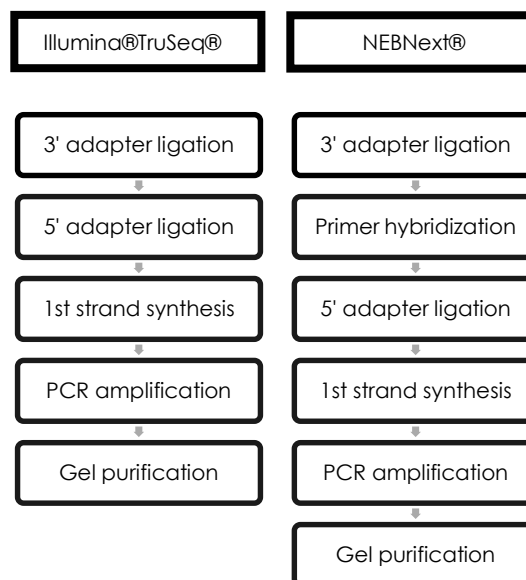 Illumina®TruSeq®
3' adapter ligation
5' adapter ligation
1st strand synthesis
PCR amplification
Gel purification
NEBNext®
3' adapter ligation
Primer hybridization
5' adapter ligation
1st strand synthesis
PCR amplification
Gel purification